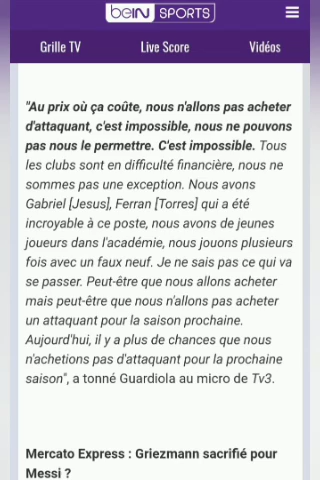 beIN SPORTS
Grille TV Live Score Vidéos
"Au prix où ça coûte, nous n'allons pas acheter
d'attaquant, c'est impossible, nous ne pouvons
pas nous le permettre. C'est impossible. Tous
les clubs sont en difficulté financière, nous ne
sommes pas une exception. Nous avons
Gabriel [Jesus], Ferran [Torres] qui a été
incroyable à ce poste, nous avons de jeunes
joueurs dans l'académie, nous jouons plusieurs
fois avec un faux neuf. Je ne sais pas ce qui va
se passer. Peut-être que nous allons acheter
mais peut-être que nous n'allons pas acheter
un attaquant pour la saison prochaine.
Aujourd'hui, il y a plus de chances que nous
n'achetions pas d'attaquant pour la prochaine
saison", a tonné Guardiola au micro de Tv3.
Mercato Express : Griezmann sacrifié pour
Messi ?